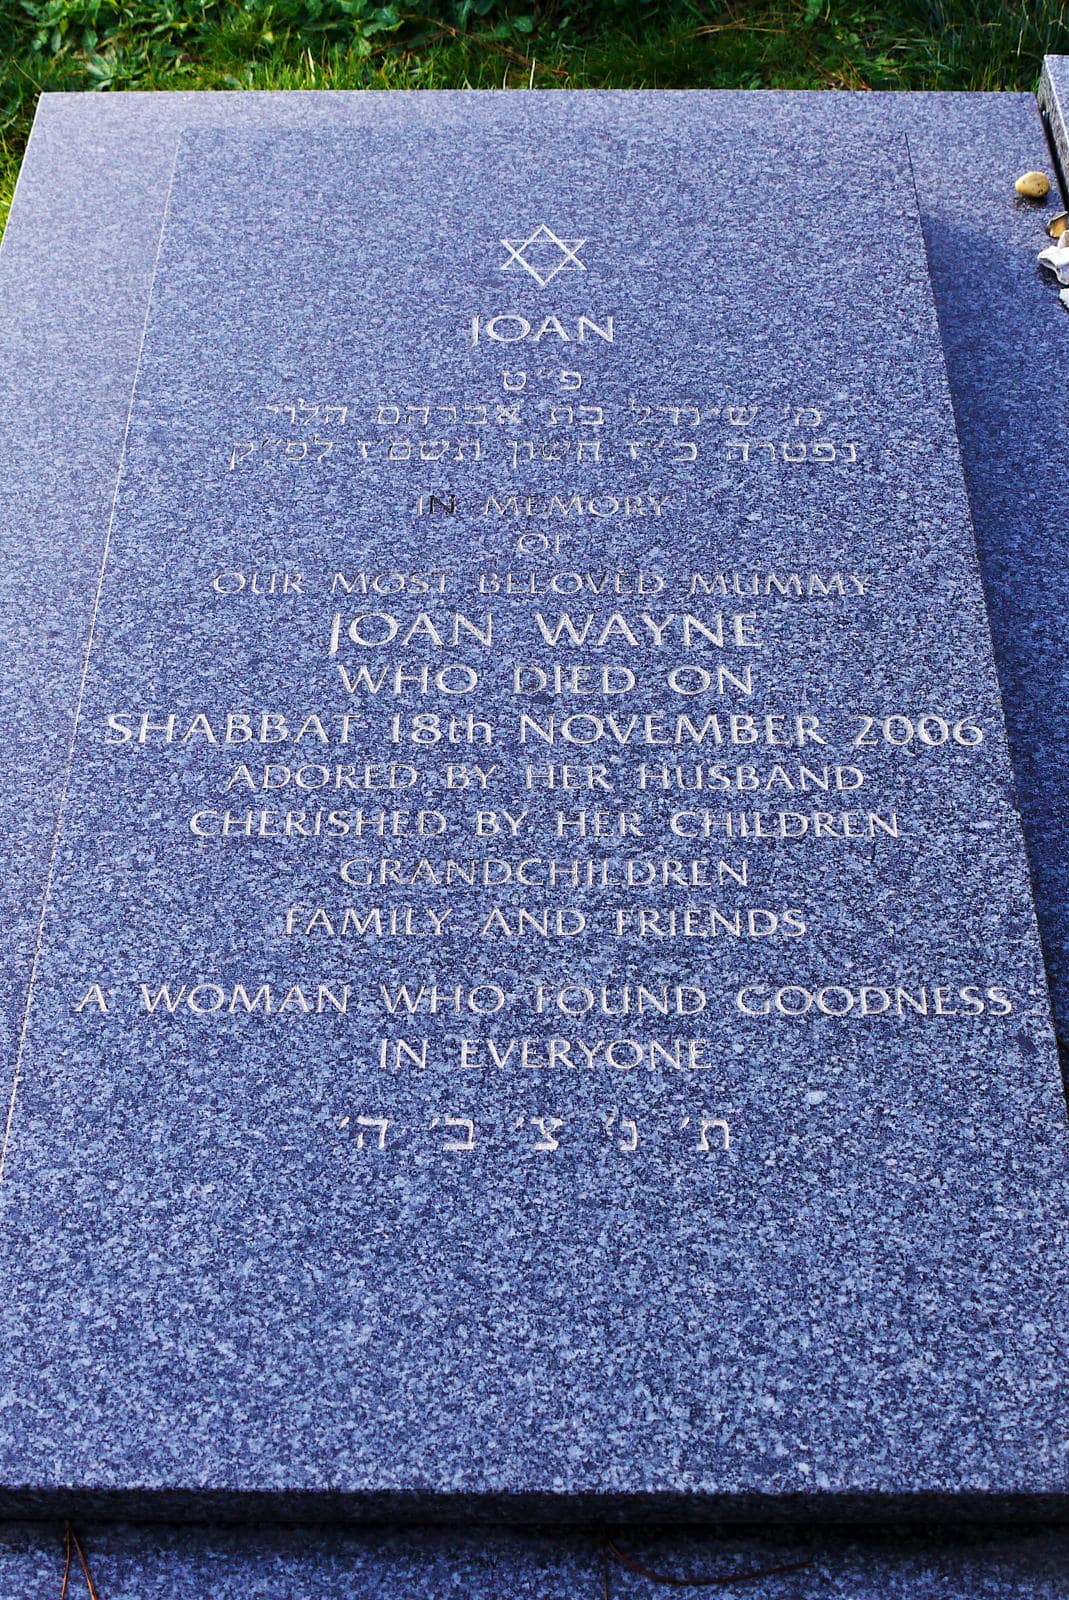 JOAN
פ״ט
מ׳ שיינדל בת אברהם הלוי
נפטרה כ״ז חשון תשס״ז לפ״ק
IN MEMORY
OF
OUR MOST BELOVED MUMMY
JOAN WAYNE
WHO DIED ON
SHABBAT 18th NOVEMBER 2006
ADORED BY HER HUSBAND
CHERISHED BY HER CHILDREN
GRANDCHILDREN
FAMILY AND FRIENDS
A WOMAN WHO FOUND GOODNESS
IN EVERYONE
ת׳ נ׳ צ׳ ב׳ ה׳